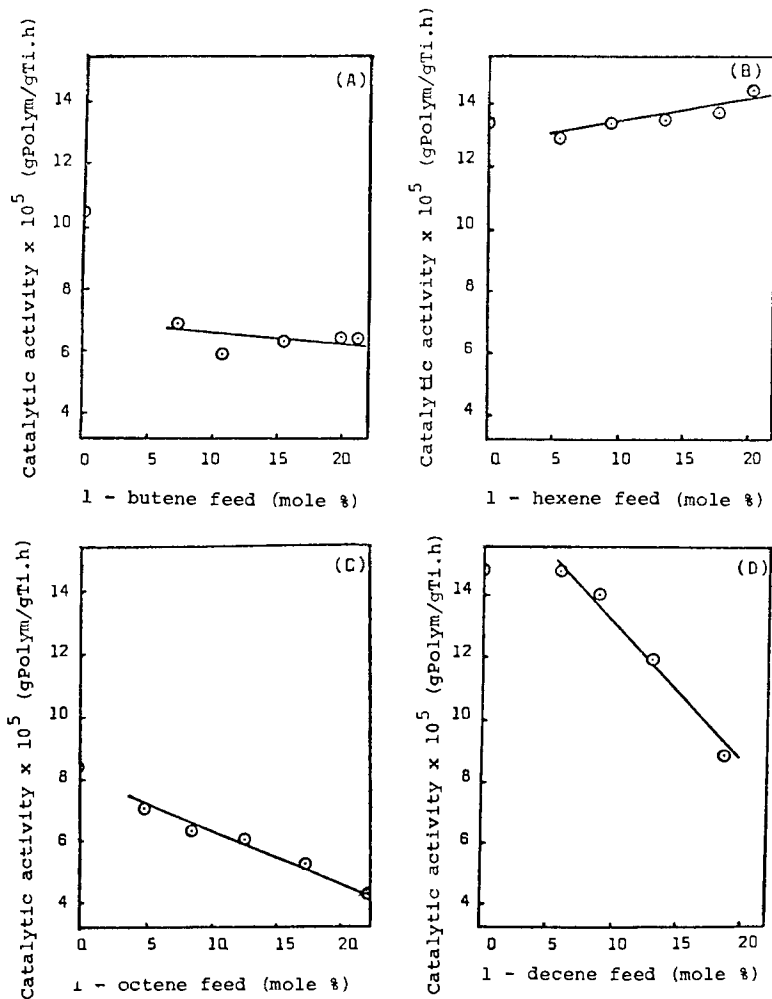 Catalytic activity x 10^5 (gPolym/gTi.h)
(A)
14
12
10
8
6
4
0 5 10 15 20
1 - butene feed (mole %)
Catalytic activity x 10^5 (gPolym/gTi.h)
(B)
14
12
10
8
6
4
0 5 10 15 20
1 - hexene feed (mole %)
Catalytic activity x 10^5 (gPolym/gTi.h)
(C)
14
12
10
8
6
4
0 5 10 15 20
1 - octene feed (mole %)
Catalytic activity x 10^5 (gPolym/gTi.h)
(D)
14
12
10
8
6
4
0 5 10 15 20
1 - decene feed (mole %)